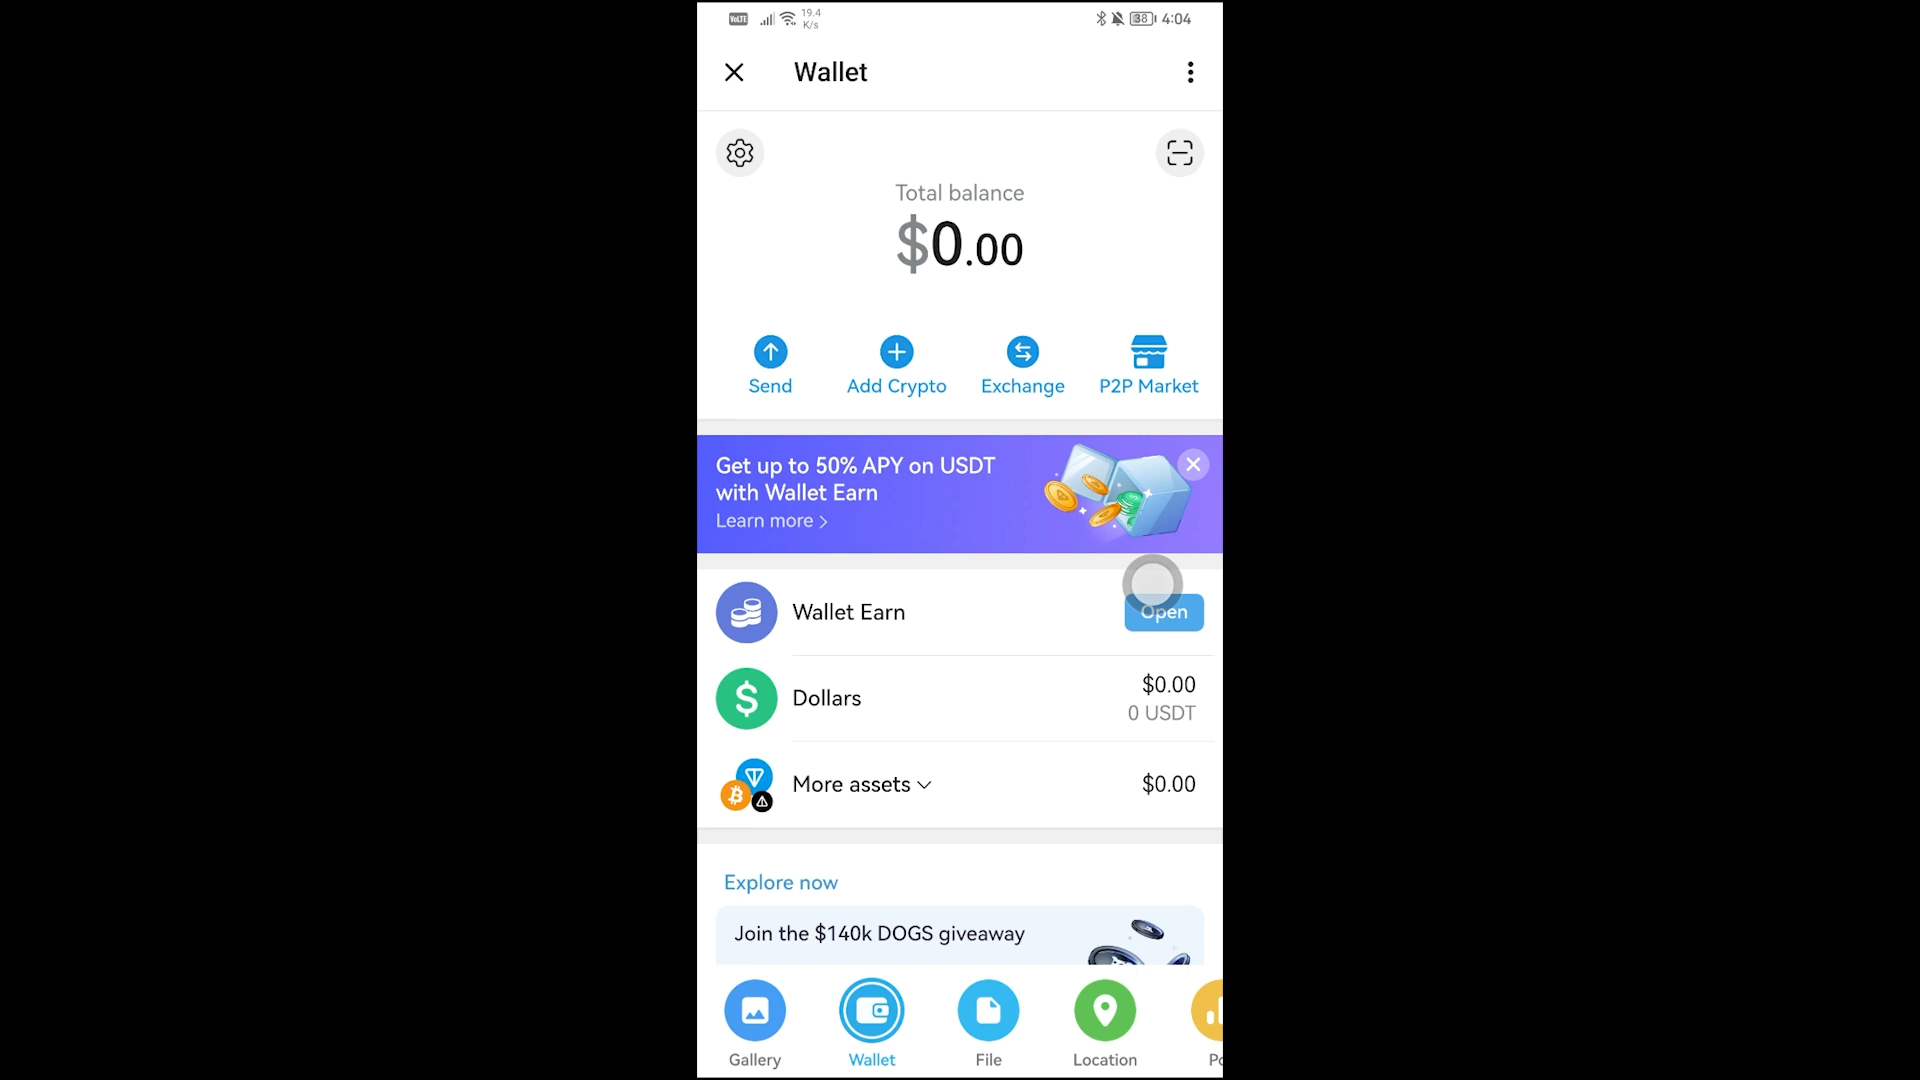 VoLTE 19.4 K/s 38 4:04
Wallet
Total balance
$0.00
Send Add Crypto Exchange P2P Market
Get up to 50% APY on USDT
with Wallet Earn
Learn more >
Wallet Earn Open
Dollars $0.00
0 USDT
More assets $0.00
Explore now
Join the $140k DOGS giveaway
Gallery Wallet File Location